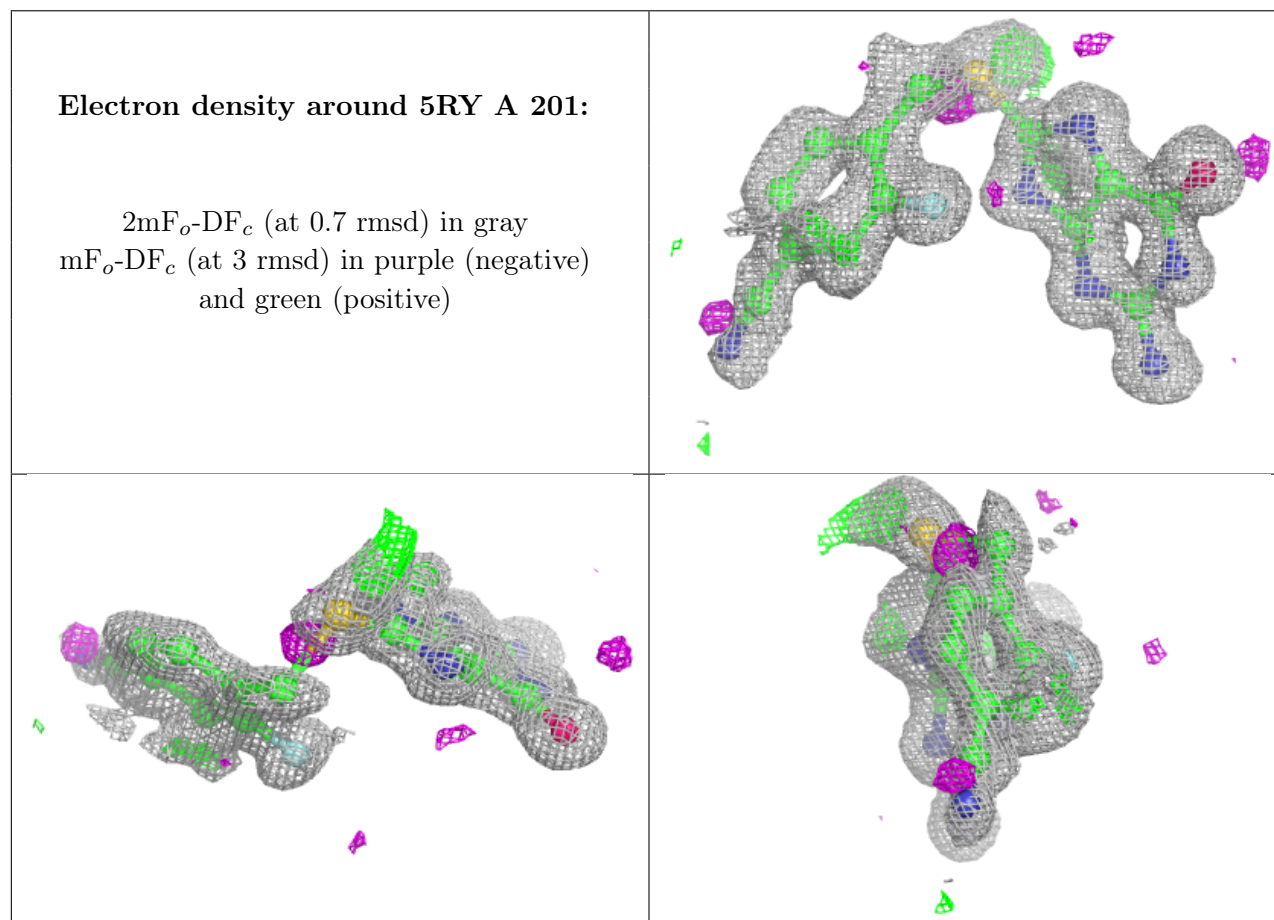 Electron density around 5RY A 201:
2mFo-DFc (at 0.7 rmsd) in gray
mFo-DFc (at 3 rmsd) in purple (negative)
and green (positive)